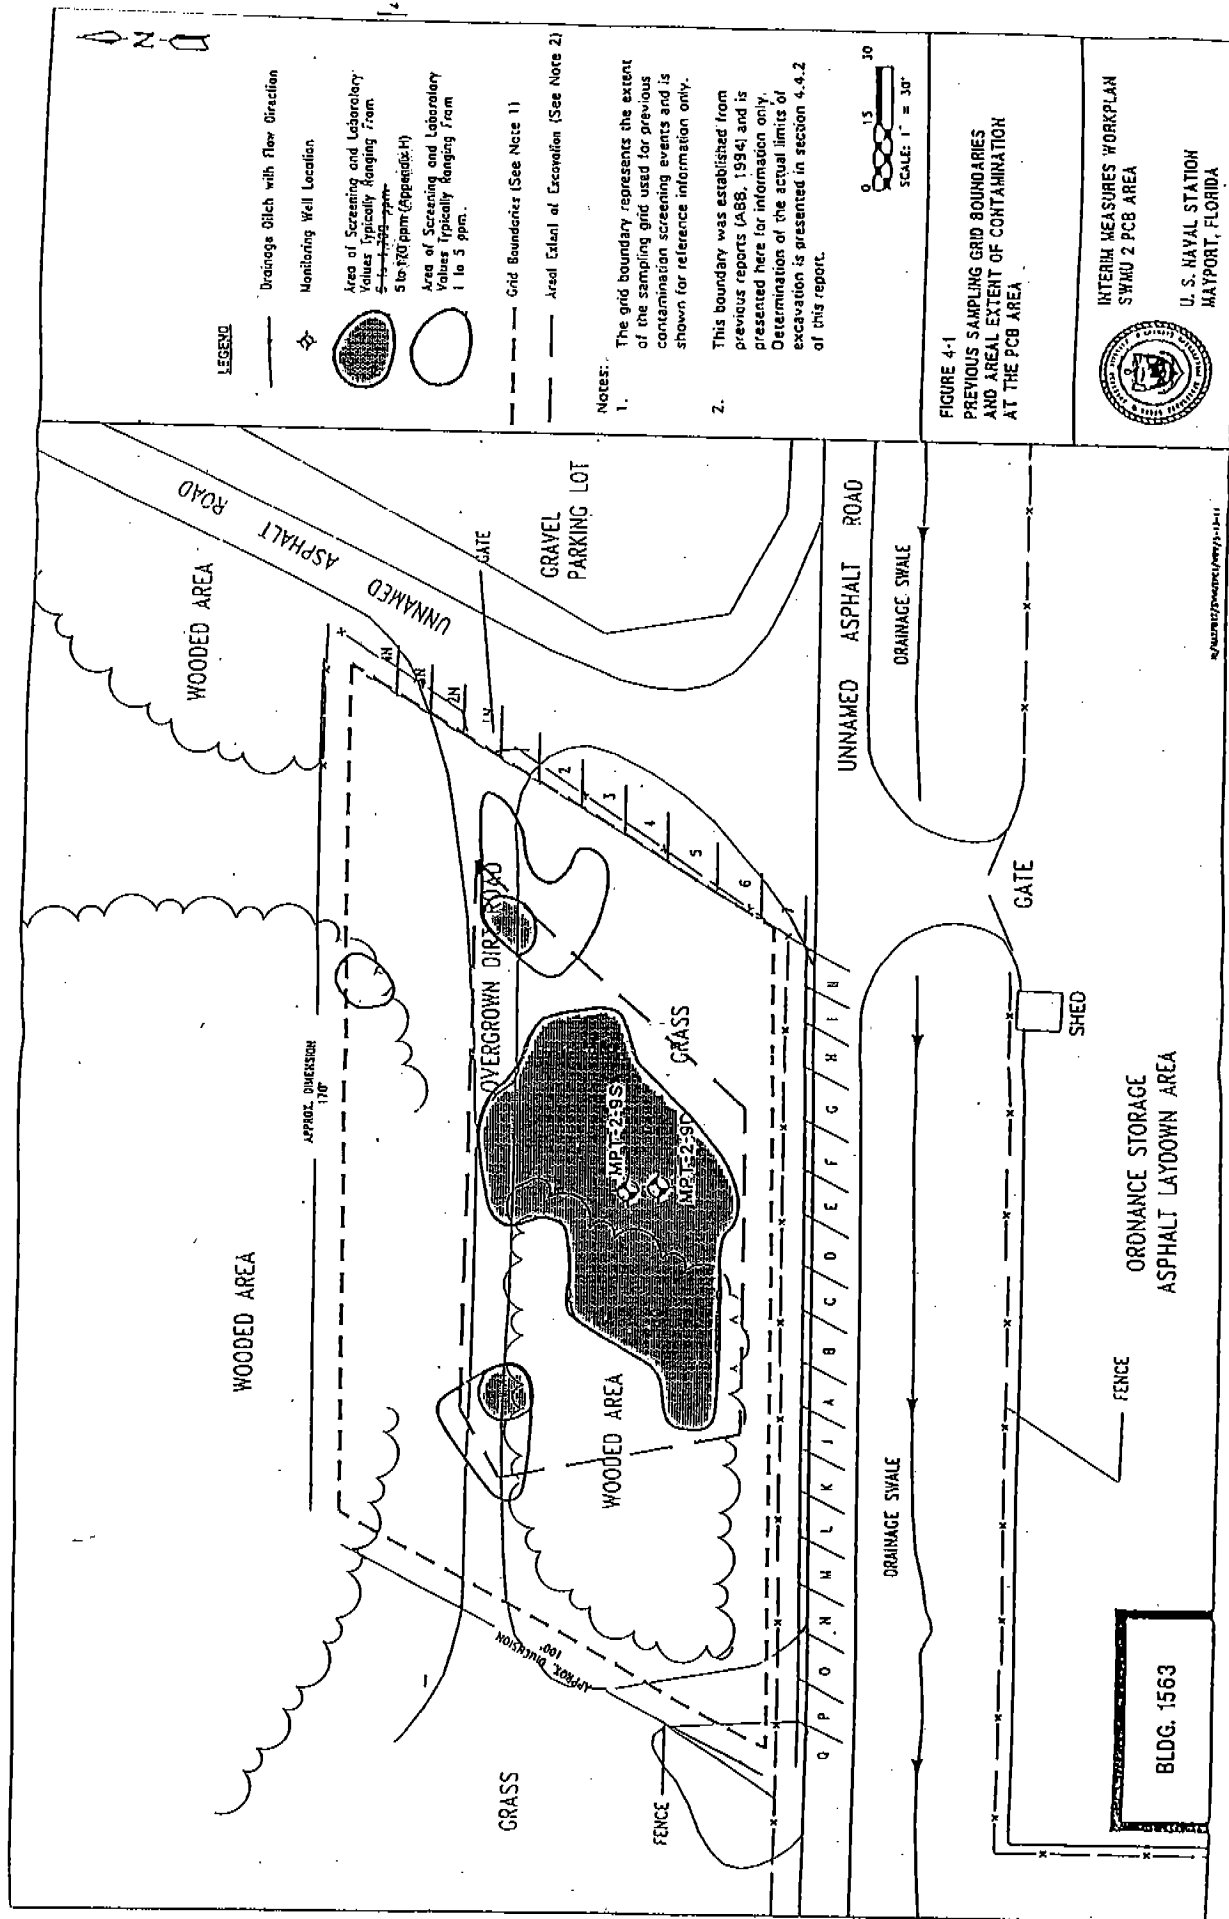 N
LEGEND
Drainage Ditch with Flow Direction
Monitoring Well Location
Area of Screening and Laboratory
Values Typically Ranging From
5 to 1,700 ppm.
5 to 170 ppm (Appendix H)
Area of Screening and Laboratory
Values Typically Ranging From
1 to 5 ppm.
Grid Boundaries (See Note 1)
Areal Extent of Excavation (See Note 2)
Notes:
1. The grid boundary represents the extent
of the sampling grid used for previous
contamination screening events and is
shown for reference information only.
2. This boundary was established from
previous reports (ABB, 1994) and is
presented here for information only.
Determination of the actual limits of
excavation is presented in section 4.4.2
of this report.
0 15 30
SCALE: 1" = 30'
FIGURE 4-1
PREVIOUS SAMPLING GRID BOUNDARIES
AND AREAL EXTENT OF CONTAMINATION
AT THE PCB AREA
INTERIM MEASURES WORKPLAN
SWMU 2 PCB AREA
U. S. NAVAL STATION
MAYPORT, FLORIDA
WOODED AREA
WOODED AREA
UNNAMED ASPHALT ROAD
GATE
GRAVEL
PARKING LOT
APPROX. DIMENSION
170'
4N
3N
2N
1N
1
2
3
4
5
6
7
OVERGROWN DIRT ROAD
GRASS
MPT-2-9S
MPT-2-9D
WOODED AREA
APPROX. DIMENSION
100'
GRASS
FENCE
Q P O N M L K I A B C D E F G H I N
UNNAMED ASPHALT ROAD
DRAINAGE SWALE
DRAINAGE SWALE
GATE
SHED
FENCE
ORDNANCE STORAGE
ASPHALT LAYDOWN AREA
BLDG. 1563